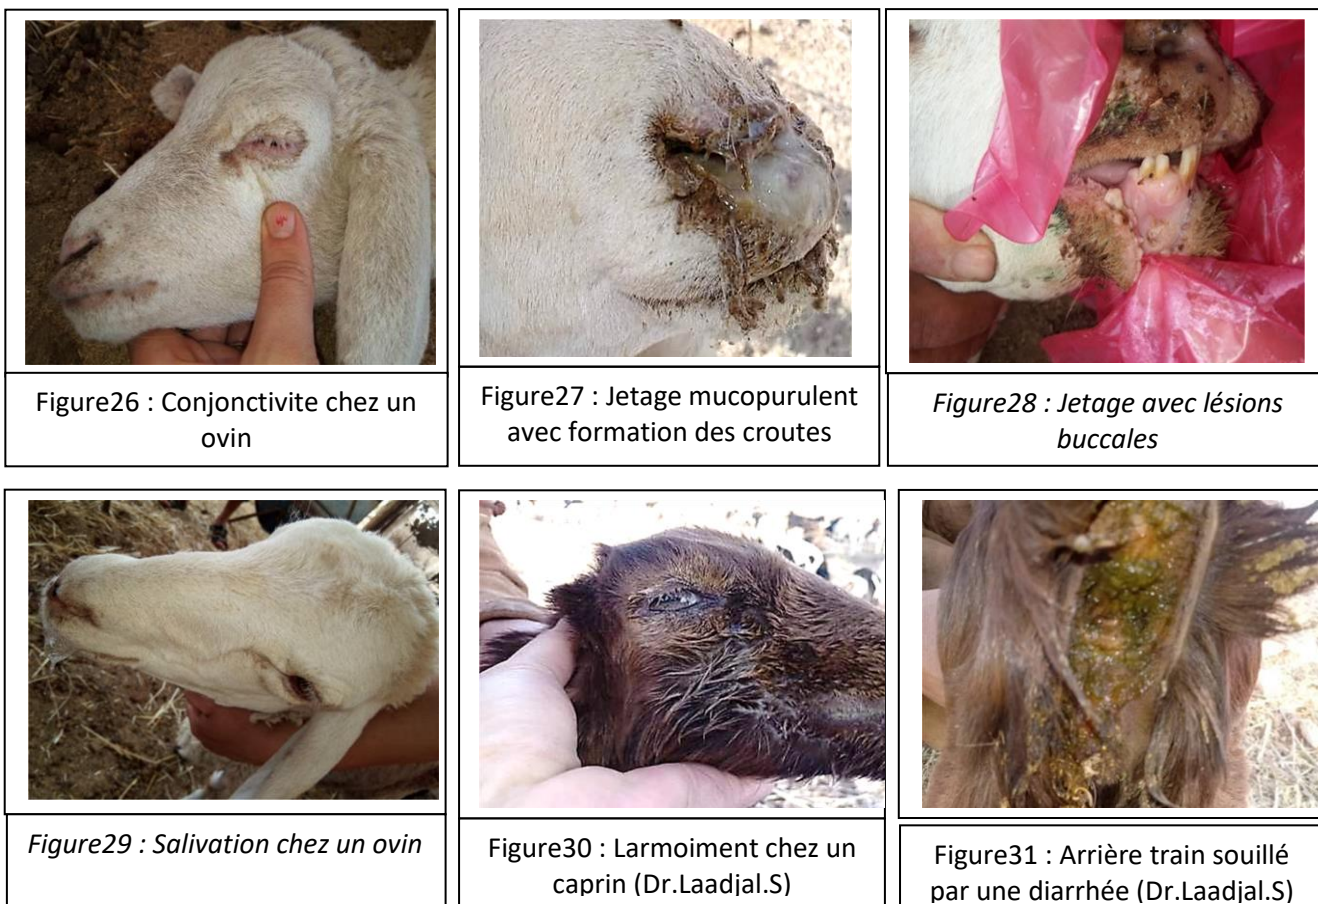 Figure26 : Conjonctivite chez un
ovin
Figure27 : Jetage mucopurulent
avec formation des croutes
Figure28 : Jetage avec lésions
buccales
Figure29 : Salivation chez un ovin
Figure30 : Larmoiment chez un
caprin (Dr.Laadjal.S)
Figure31 : Arrière train souillé
par une diarrhée (Dr.Laadjal.S)